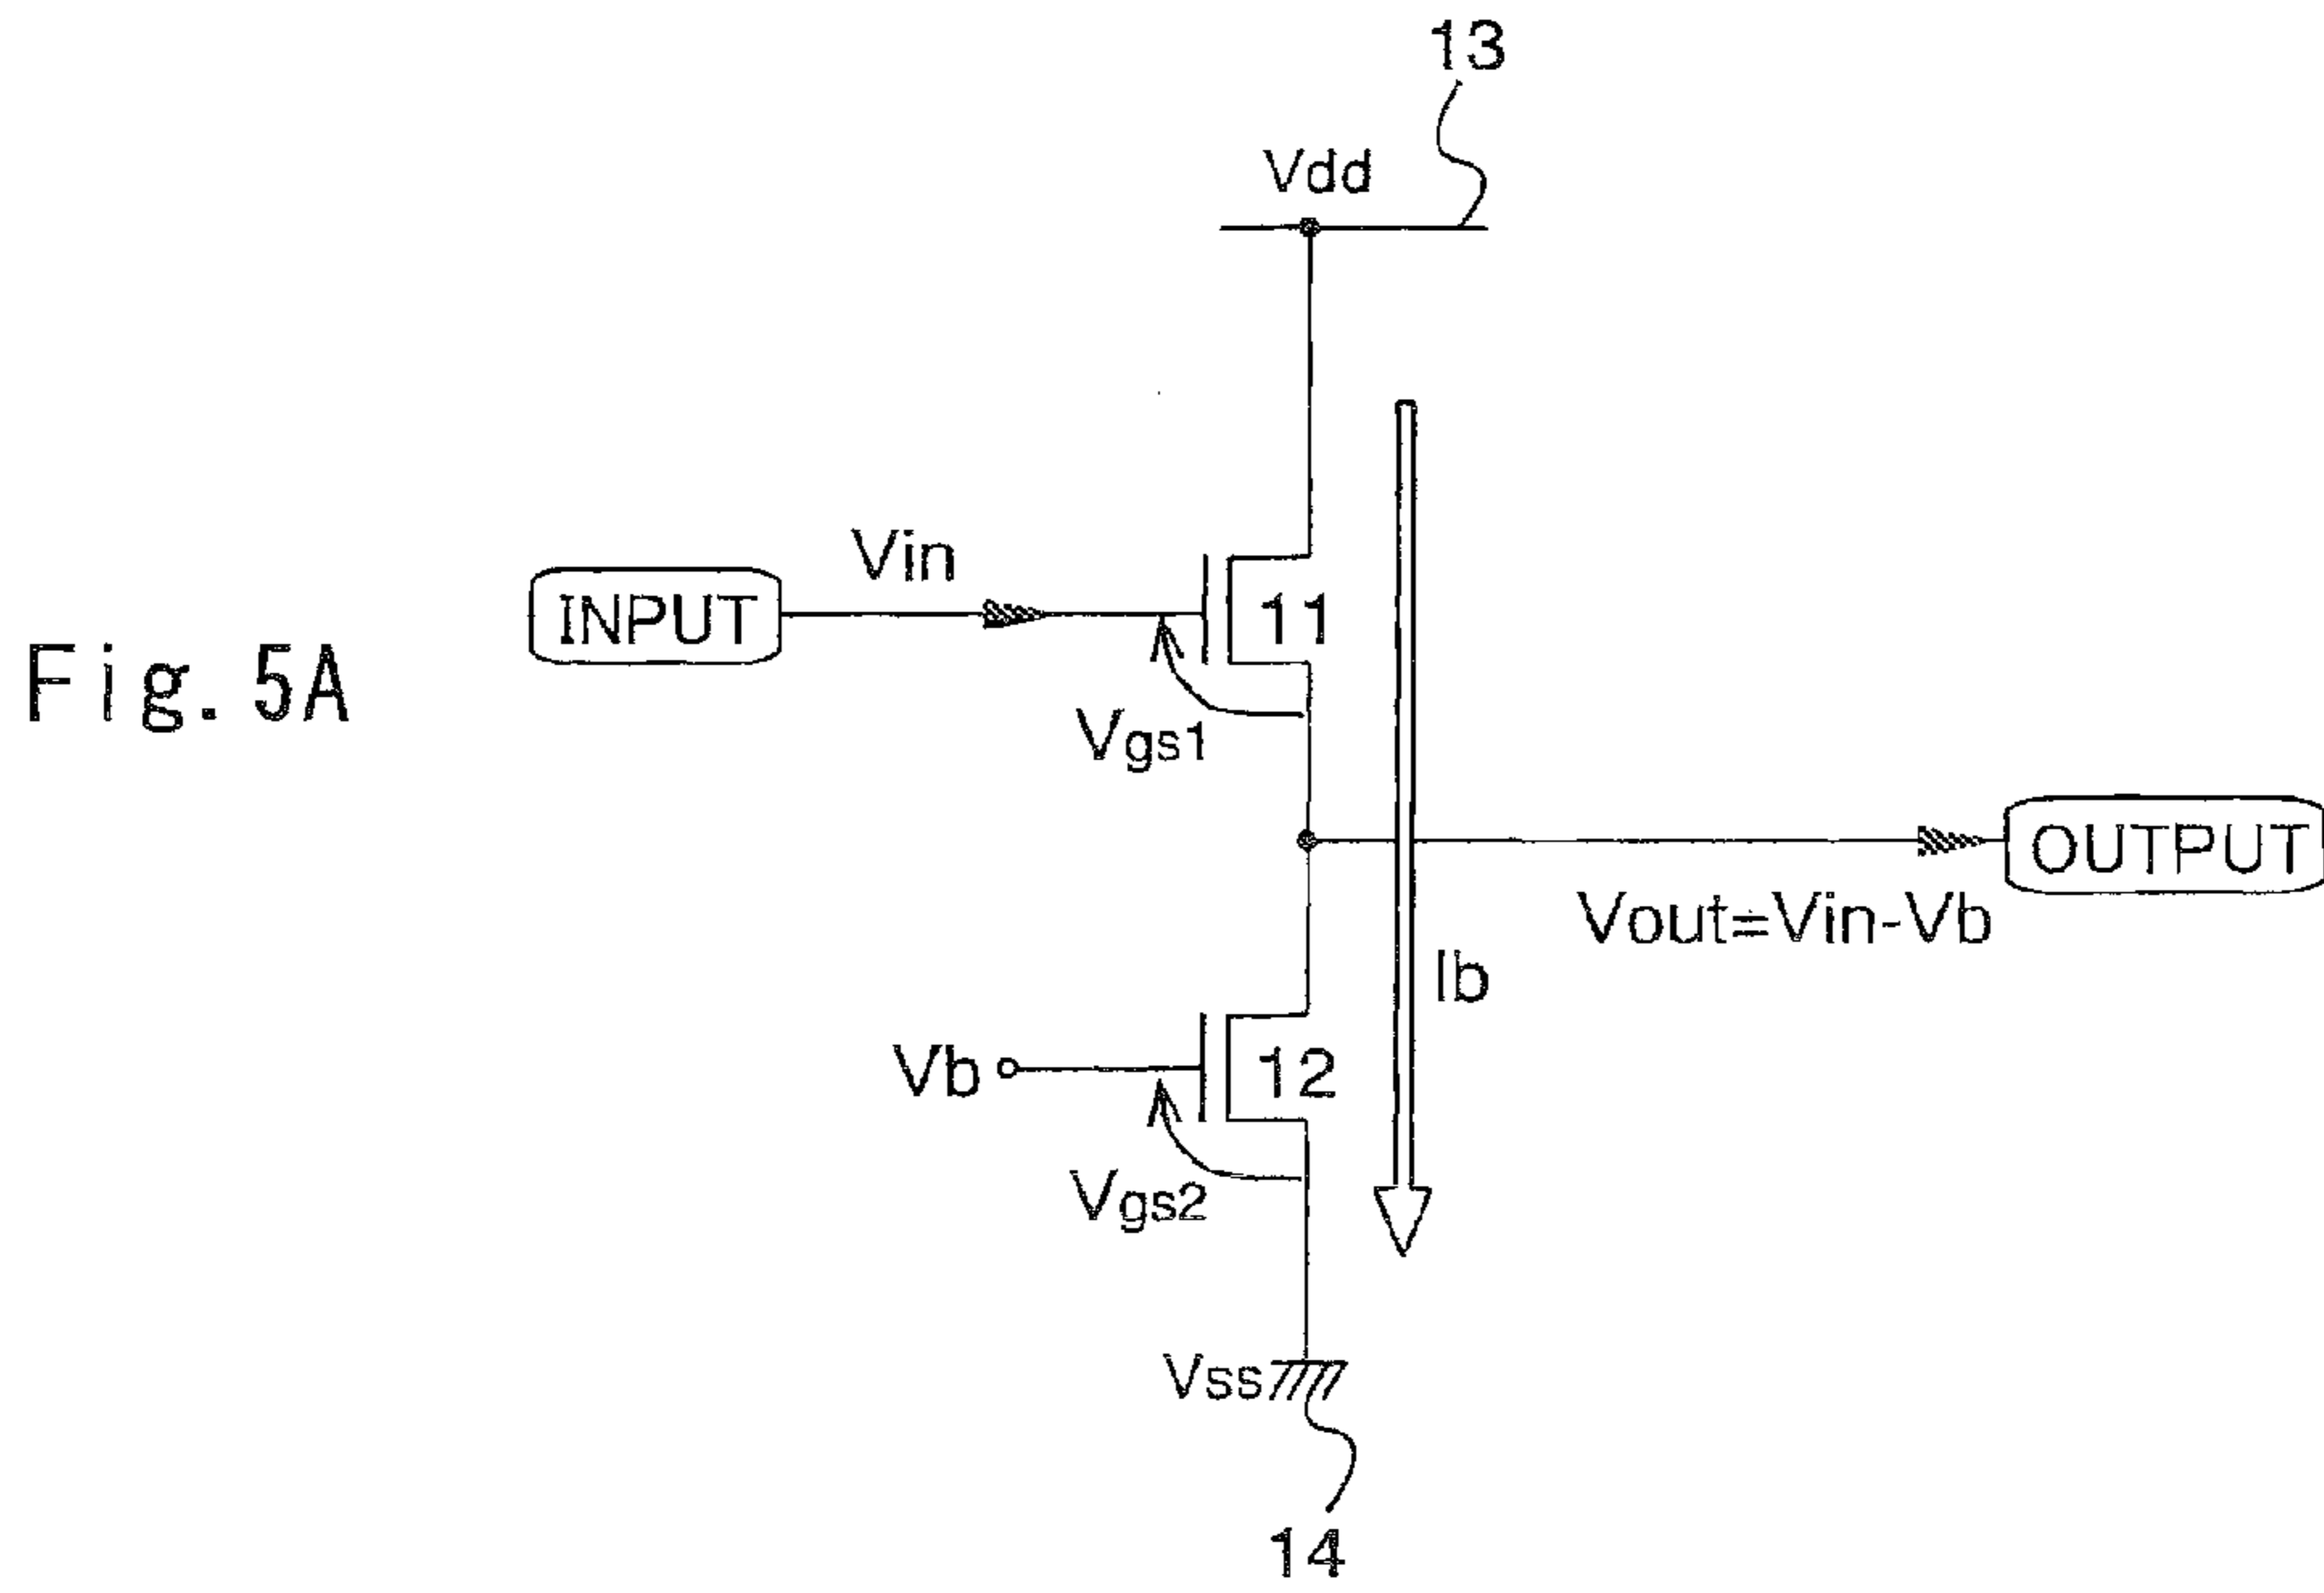 13
Vdd
Vin
INPUT
11
Fig. 5A
Vgs1
OUTPUT
Vout=Vin-Vb
Ib
Vb
12
Vgs2
Vss
14